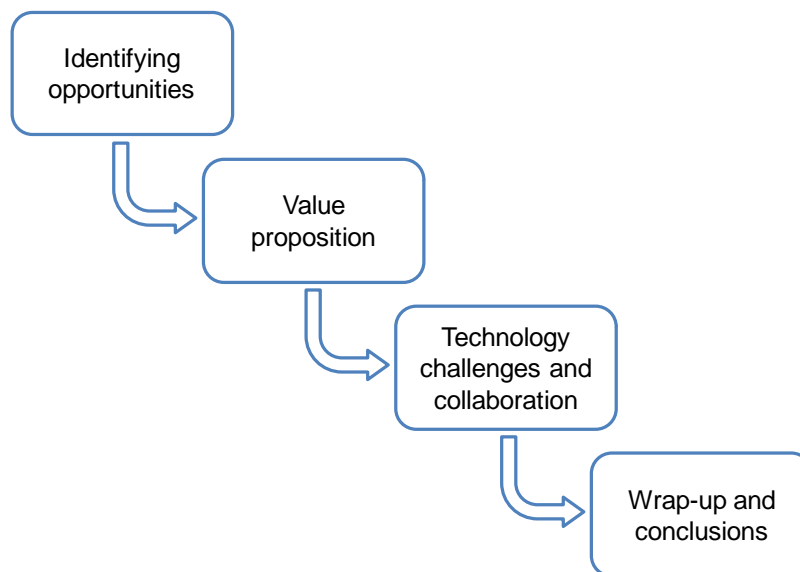 Identifying
opportunities
Value
proposition
Technology
challenges and
collaboration
Wrap-up and
conclusions